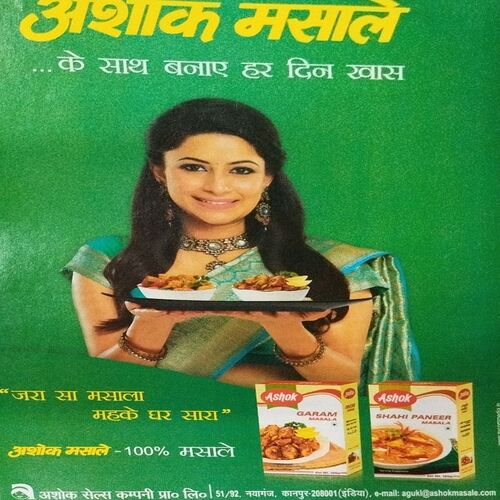 अशोक मसाले
...के साथ बनाए हर दिन खास
"जरा सा मसाला
महके घर सारा"
अशोक मसाले - 100% मसाले
Ashok
GARAM
MASALA
Ashok
SHAHI PANEER
MASALA
अशोक सेल्स कम्पनी प्रा० लि० | 51/92, नयागंज, कानपुर-208001(इंडिया), e-mail: aguki@ashokmasale.com